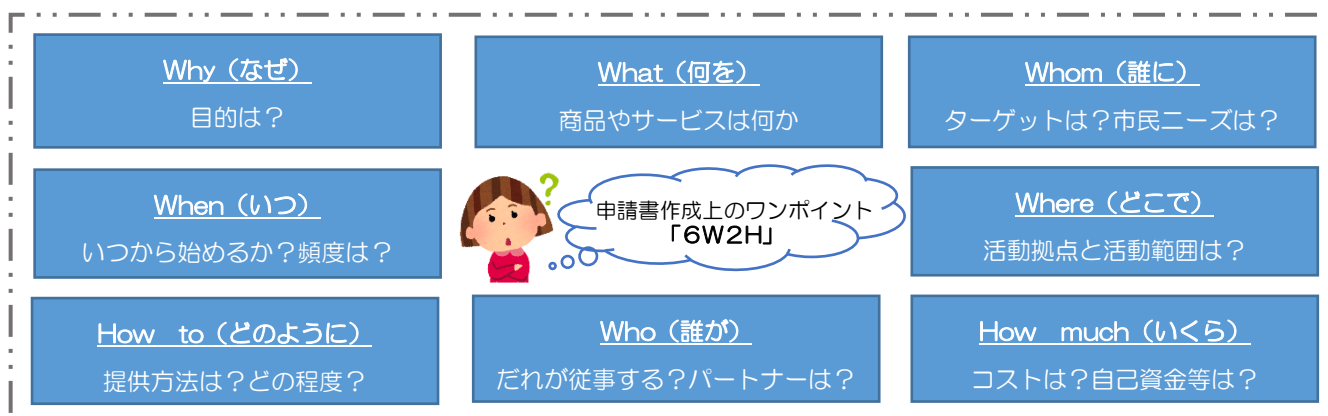 Why（なぜ）
目的は？
What（何を）
商品やサービスは何か
Whom（誰に）
ターゲットは？市民ニーズは？
When（いつ）
いつから始めるか？頻度は？
?
申請書作成上のワンポイント
「６Ｗ２Ｈ」
Where（どこで）
活動拠点と活動範囲は？
How　to（どのように）
提供方法は？どの程度？
Who（誰が）
だれが従事する？パートナーは？
How　much（いくら）
コストは？自己資金等は？